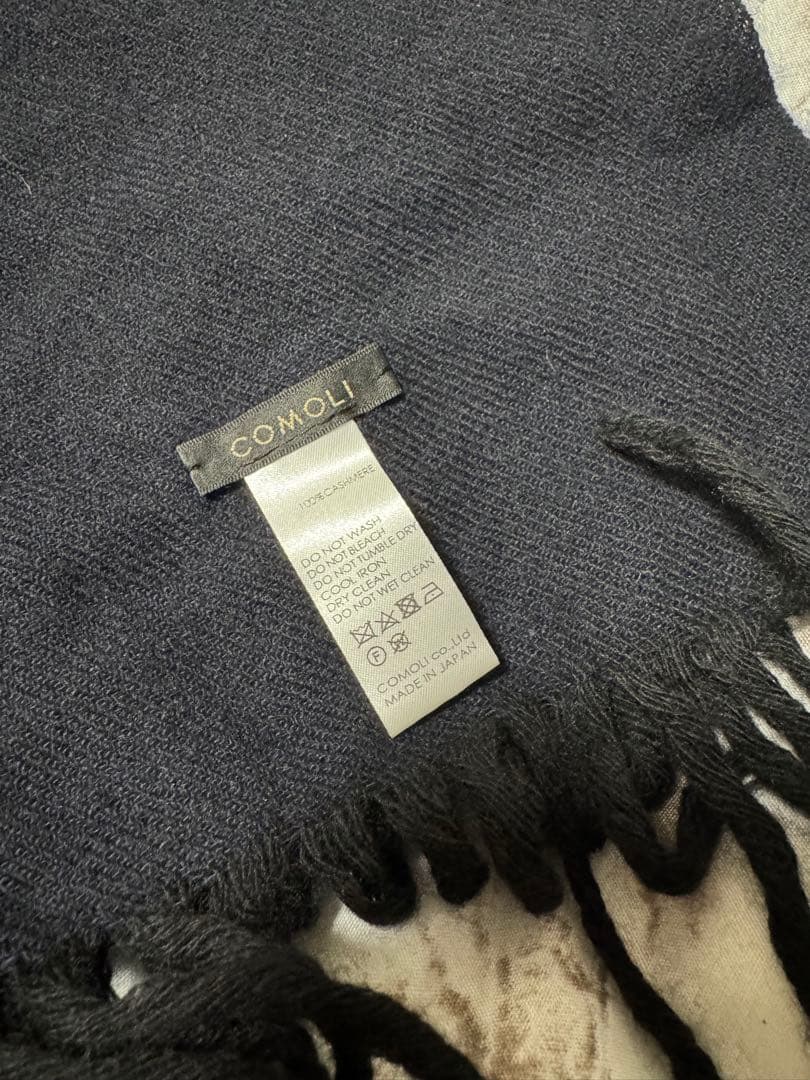 COMOLI
100% CASHMERE
DO NOT WASH
DO NOT BLEACH
DO NOT TUMBLE DRY
COOL IRON
DRY CLEAN
DO NOT WET CLEAN
F
COMOLI co.,Ltd
MADE IN JAPAN